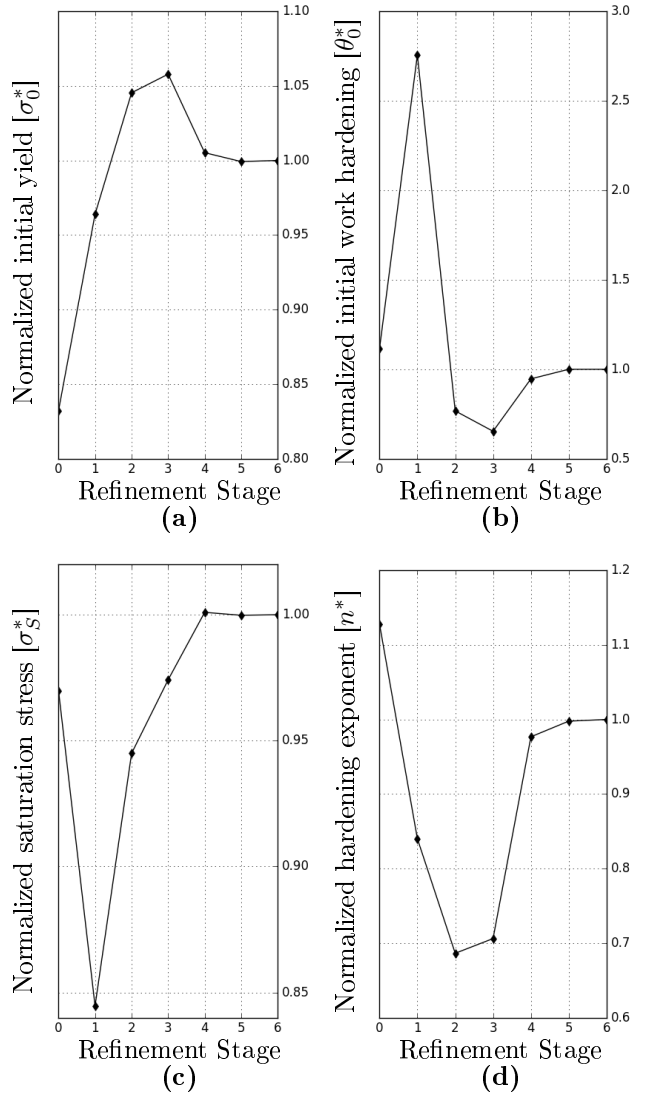 Normalized initial yield [σ₀*]
1.10
1.05
1.00
0.95
0.90
0.85
0.80
0 1 2 3 4 5 6
Refinement Stage
(a)
Normalized initial work hardening [θ₀*]
3.0
2.5
2.0
1.5
1.0
0.5
0 1 2 3 4 5 6
Refinement Stage
(b)
Normalized saturation stress [σ_S*]
1.00
0.95
0.90
0.85
0 1 2 3 4 5 6
Refinement Stage
(c)
Normalized hardening exponent [n*]
1.2
1.1
1.0
0.9
0.8
0.7
0.6
0 1 2 3 4 5 6
Refinement Stage
(d)